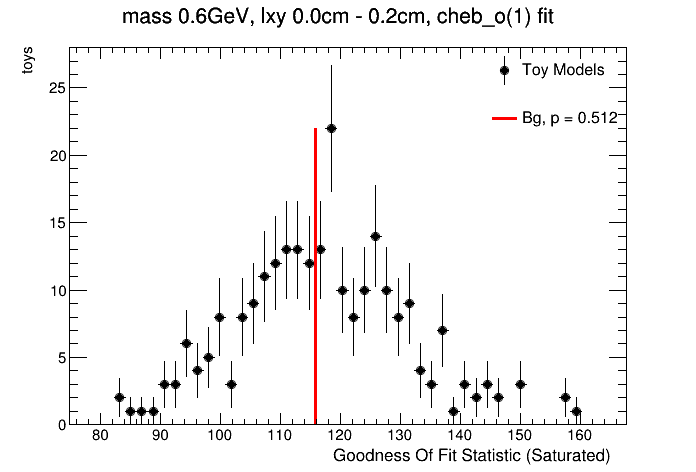 mass 0.6GeV, lxy 0.0cm - 0.2cm, cheb_o(1) fit
toys
Toy Models
Bg, p = 0.512
25
20
15
10
5
0
80 90 100 110 120 130 140 150 160
Goodness Of Fit Statistic (Saturated)